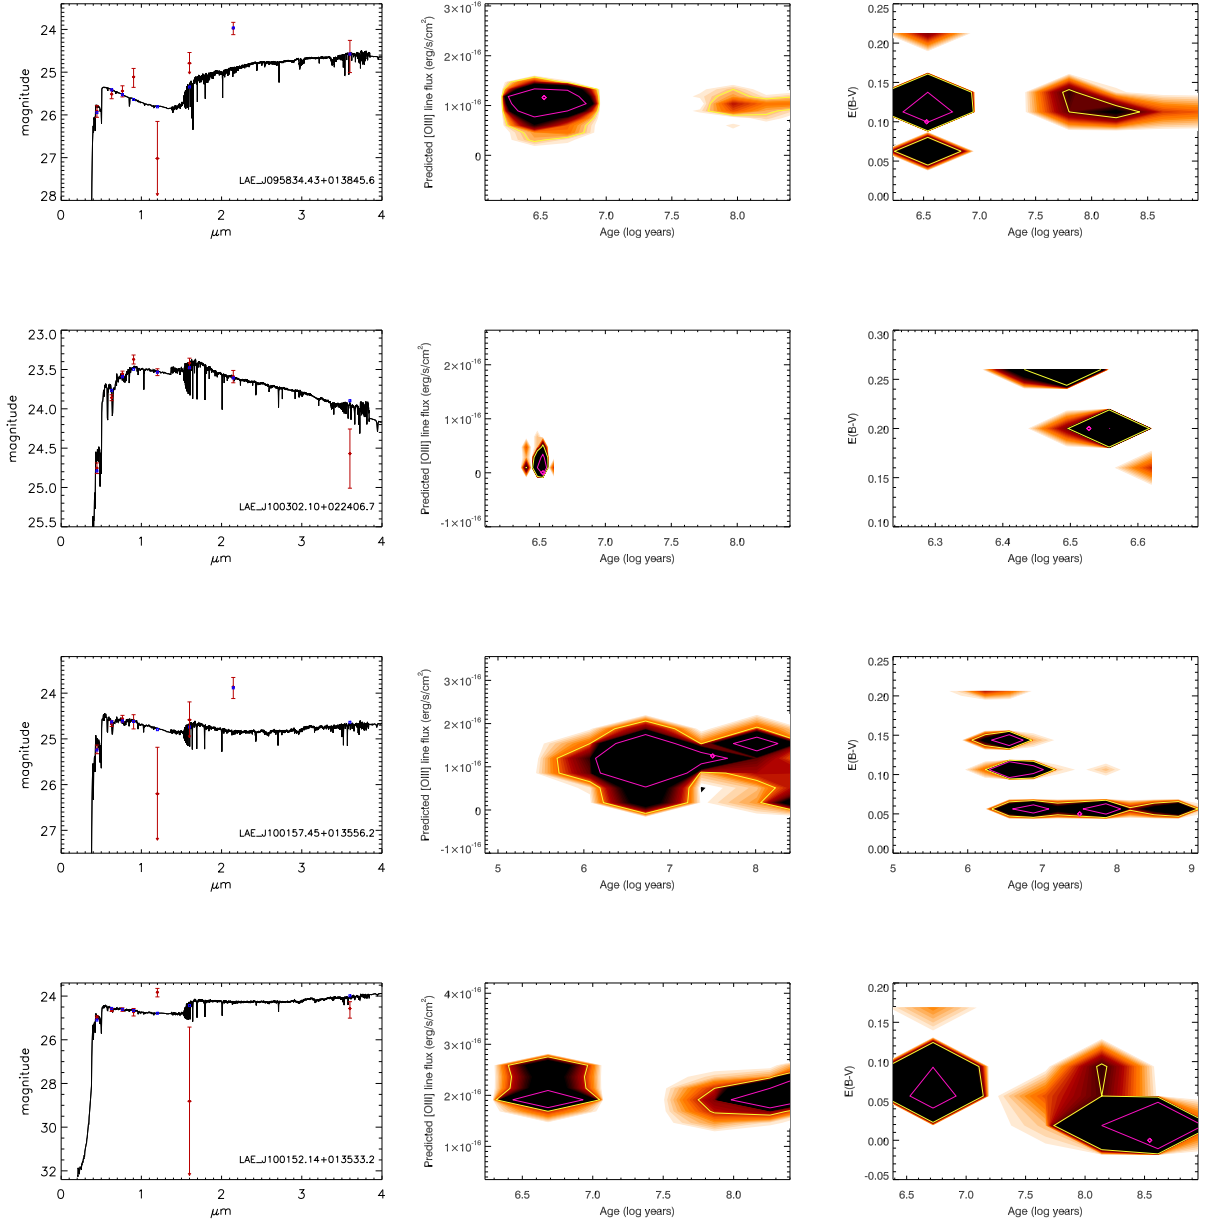 24
25
26
27
28
magnitude
0 1 2 3 4
μm
LAE_J095834.43+013845.6
3×10⁻¹⁶
2×10⁻¹⁶
1×10⁻¹⁶
0
Predicted [OIII] line flux (erg/s/cm²)
6.5 7.0 7.5 8.0
Age (log years)
0.25
0.20
0.15
0.10
0.05
0.00
E(B-V)
6.5 7.0 7.5 8.0 8.5
Age (log years)
23.0
23.5
24.0
24.5
25.0
25.5
magnitude
0 1 2 3 4
μm
LAE_J100302.10+022406.7
2×10⁻¹⁶
1×10⁻¹⁶
0
-1×10⁻¹⁶
Predicted [OIII] line flux (erg/s/cm²)
6.5 7.0 7.5 8.0
Age (log years)
0.30
0.25
0.20
0.15
0.10
E(B-V)
6.3 6.4 6.5 6.6
Age (log years)
24
25
26
27
magnitude
0 1 2 3 4
μm
LAE_J100157.45+013556.2
3×10⁻¹⁶
2×10⁻¹⁶
1×10⁻¹⁶
0
-1×10⁻¹⁶
Predicted [OIII] line flux (erg/s/cm²)
5 6 7 8
Age (log years)
0.25
0.20
0.15
0.10
0.05
0.00
E(B-V)
6 7 8 9
Age (log years)
24
26
28
30
32
magnitude
0 1 2 3 4
μm
LAE_J100152.14+013533.2
4×10⁻¹⁶
3×10⁻¹⁶
2×10⁻¹⁶
1×10⁻¹⁶
Predicted [OIII] line flux (erg/s/cm²)
6.5 7.0 7.5 8.0
Age (log years)
0.20
0.15
0.10
0.05
0.00
-0.05
E(B-V)
6.5 7.0 7.5 8.0 8.5
Age (log years)